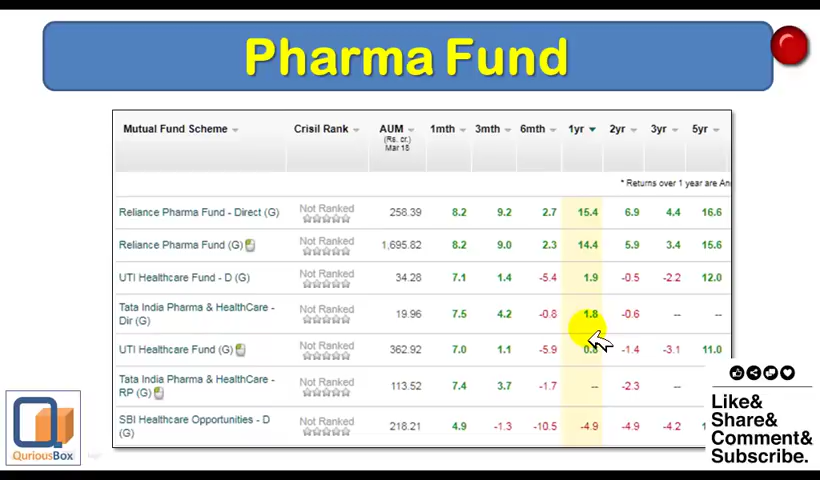 Pharma Fund
Mutual Fund Scheme Crisil Rank AUM (Rs. cr.) Mar 18 1mth 3mth 6mth 1yr 2yr 3yr 5yr
* Returns over 1 year are An
Reliance Pharma Fund - Direct (G) Not Ranked 258.39 8.2 9.2 2.7 15.4 6.9 4.4 16.6
Reliance Pharma Fund (G) Not Ranked 1,695.82 8.2 9.0 2.3 14.4 5.9 3.4 15.6
UTI Healthcare Fund - D (G) Not Ranked 34.28 7.1 1.4 -5.4 1.9 -0.5 -2.2 12.0
Tata India Pharma & HealthCare -
Dir (G) Not Ranked 19.96 7.5 4.2 -0.8 1.8 -0.6 -- --
UTI Healthcare Fund (G) Not Ranked 362.92 7.0 1.1 -5.9 0.8 -1.4 -3.1 11.0
Tata India Pharma & HealthCare -
RP (G) Not Ranked 113.52 7.4 3.7 -1.7 -- -2.3
SBI Healthcare Opportunities - D
(G) Not Ranked 218.21 4.9 -1.3 -10.5 -4.9 -4.9 -4.2
QuriousBox
Like&
Share&
Comment&
Subscribe.